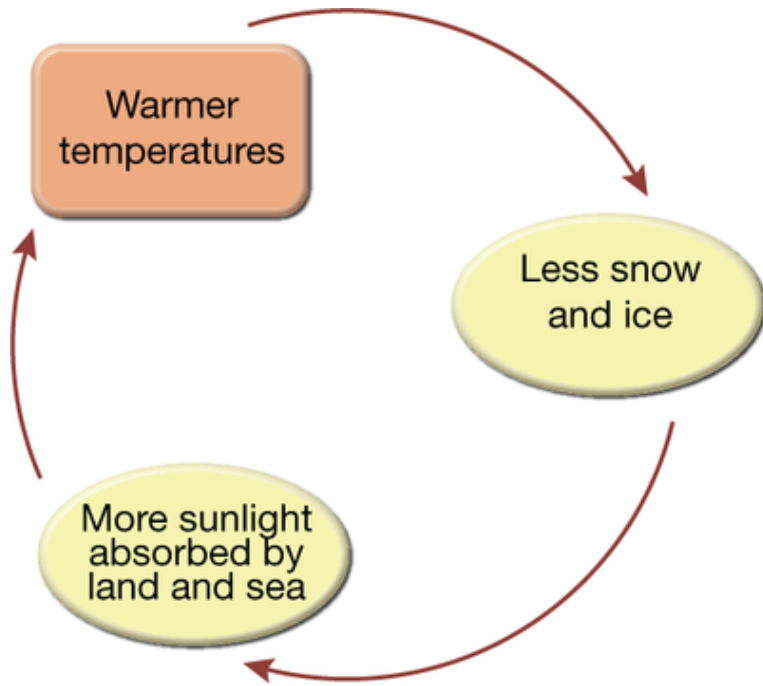 Warmer
temperatures
Less snow
and ice
More sunlight
absorbed by
land and sea